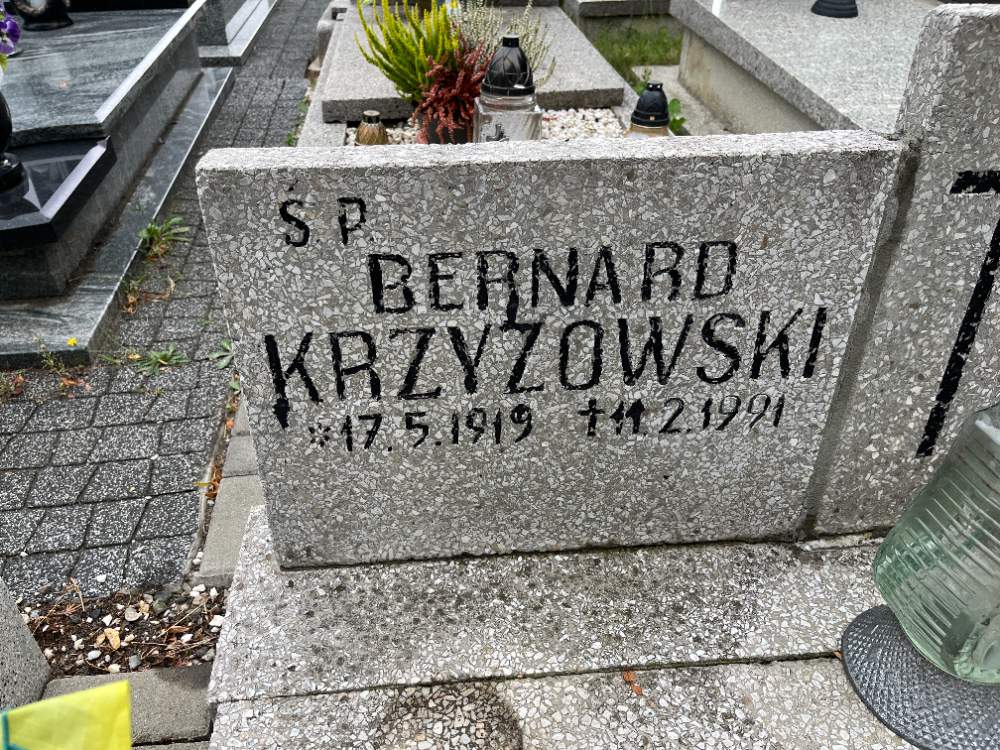 Ś. P.
BERNARD
KRZYŻOWSKI
* 17.5.1919 † 11.2.1991